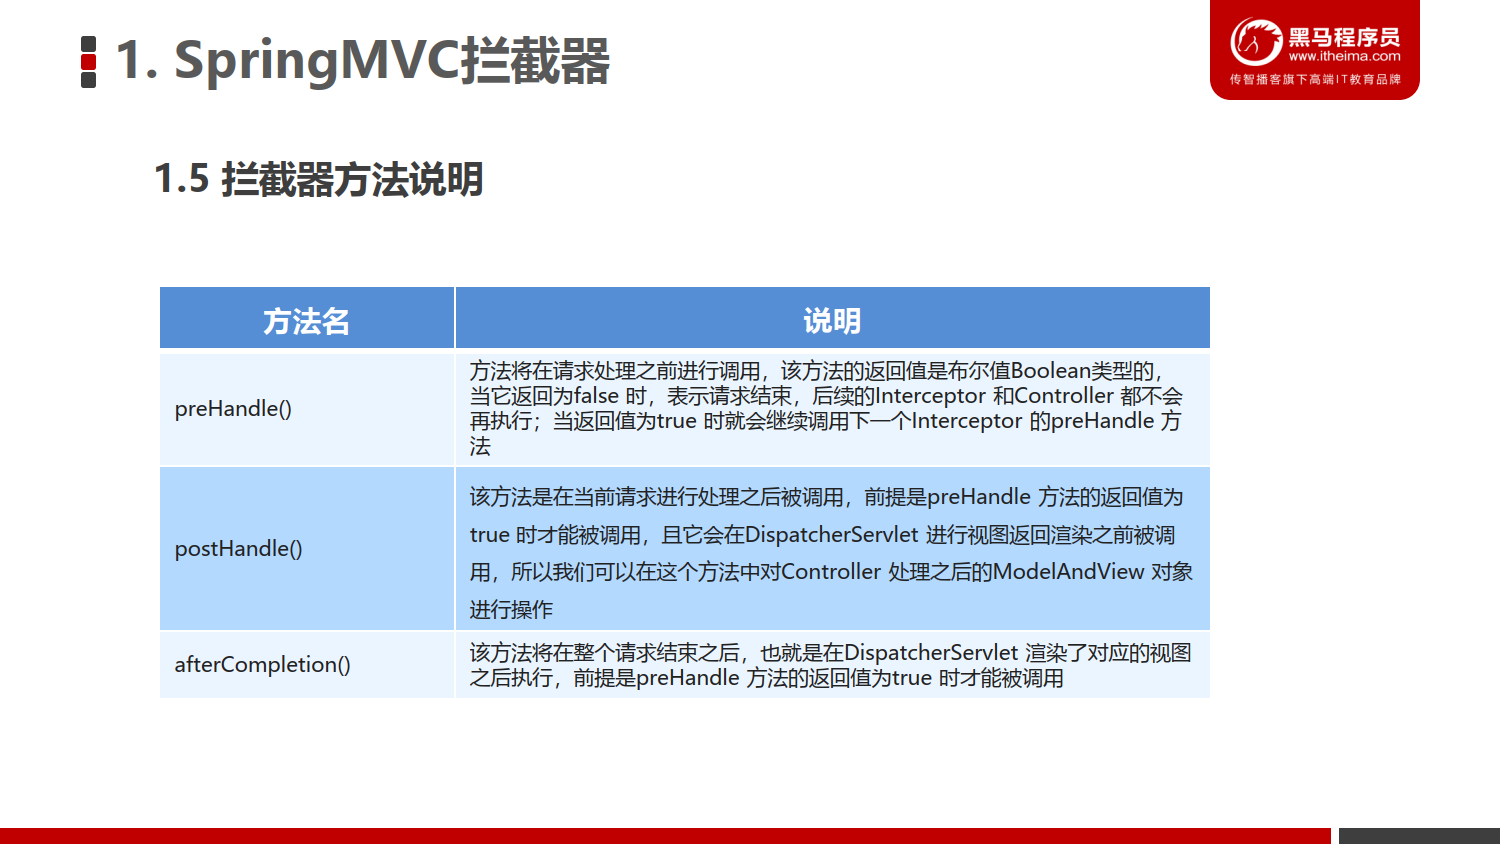 1. SpringMVC拦截器
黑马程序员
www.itheima.com
传智播客旗下高端IT教育品牌
1.5 拦截器方法说明
方法名
说明
preHandle()
方法将在请求处理之前进行调用，该方法的返回值是布尔值Boolean类型的，
当它返回为false 时，表示请求结束，后续的Interceptor 和Controller 都不会
再执行；当返回值为true 时就会继续调用下一个Interceptor 的preHandle 方
法
postHandle()
该方法是在当前请求进行处理之后被调用，前提是preHandle 方法的返回值为
true 时才能被调用，且它会在DispatcherServlet 进行视图返回渲染之前被调
用，所以我们可以在这个方法中对Controller 处理之后的ModelAndView 对象
进行操作
afterCompletion()
该方法将在整个请求结束之后，也就是在DispatcherServlet 渲染了对应的视图
之后执行，前提是preHandle 方法的返回值为true 时才能被调用